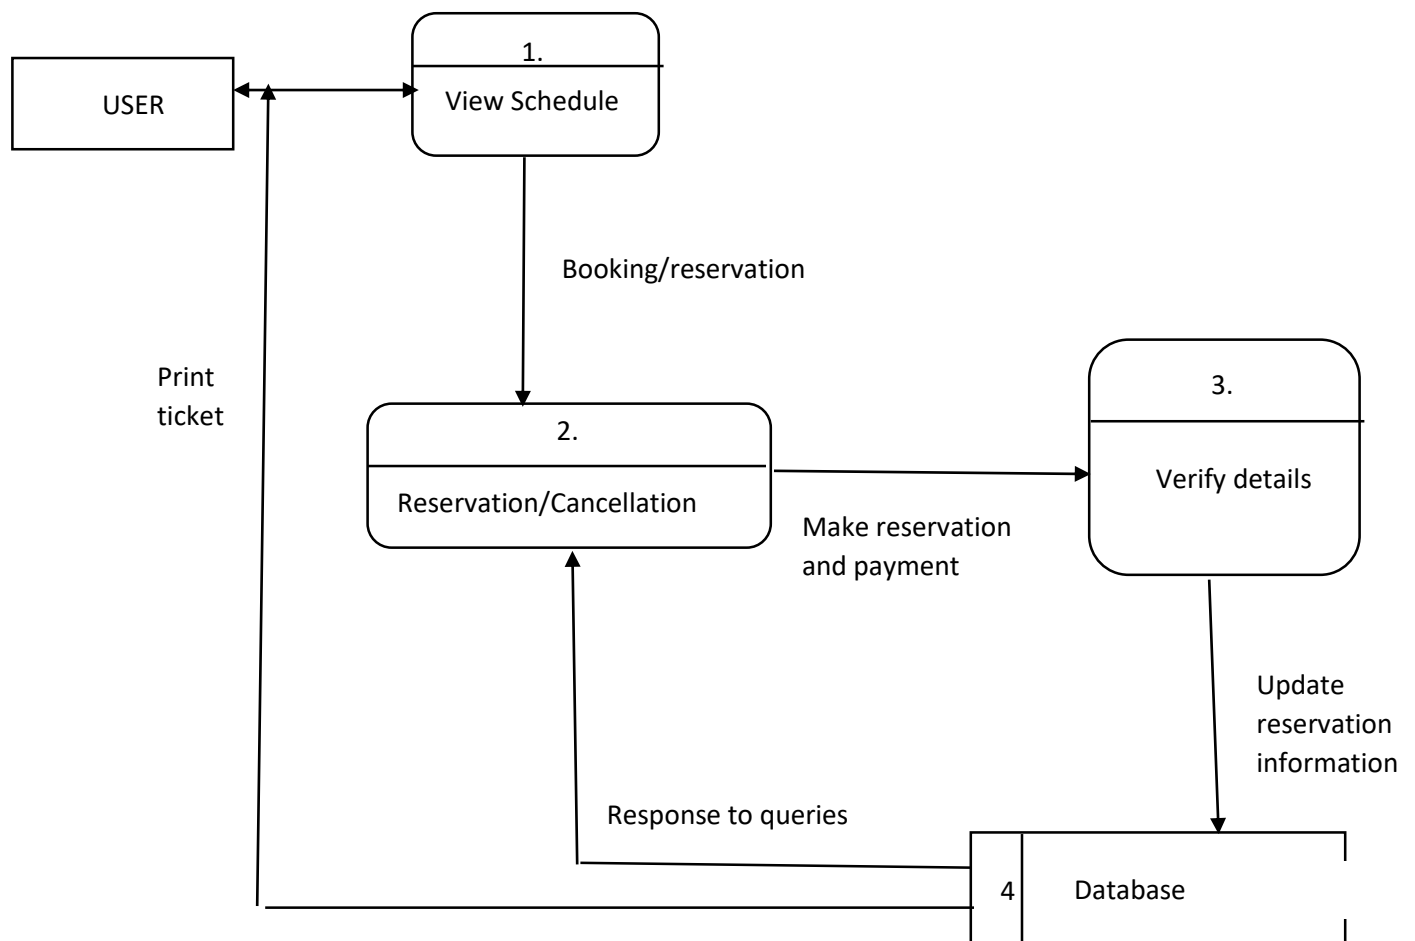 1.
USER
View Schedule
Booking/reservation
Print
ticket
2.
Reservation/Cancellation
3.
Verify details
Make reservation
and payment
Update
reservation
information
Response to queries
4
Database